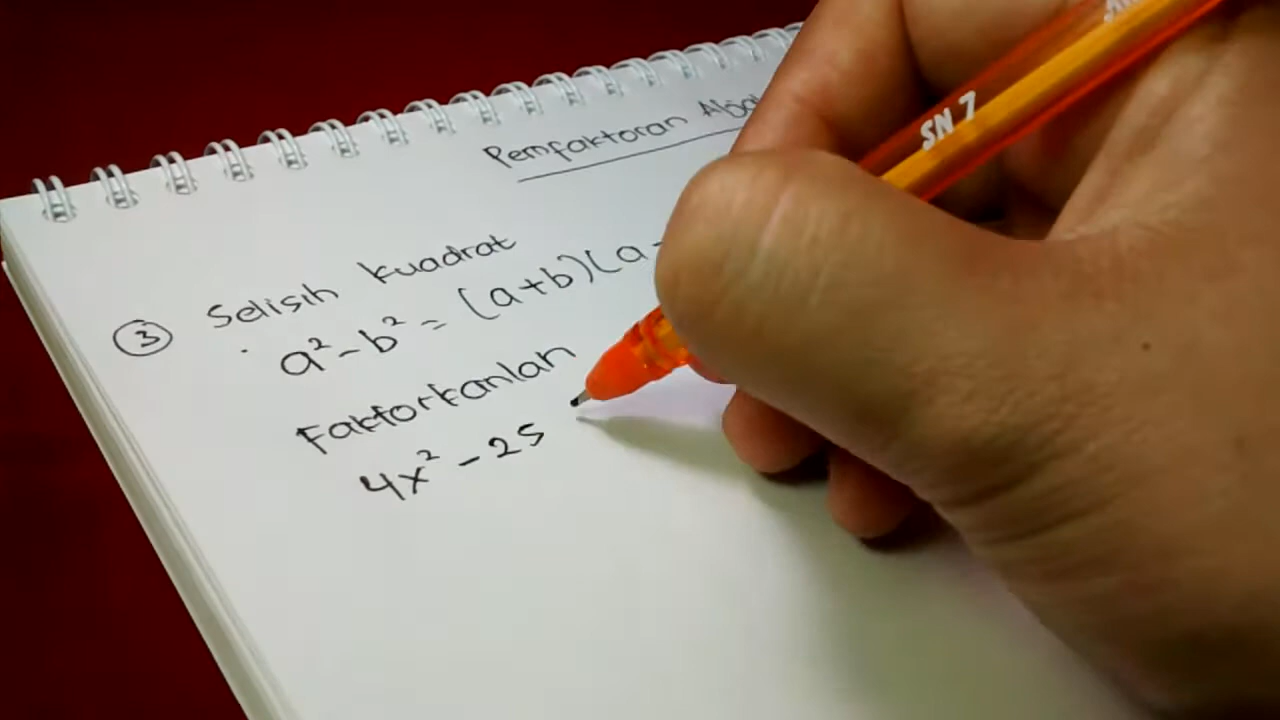 Pemfaktoran
③ Selisih kuadrat
a² - b² = (a+b)(a-
Faktorkanlah
4x² - 25
SN 7